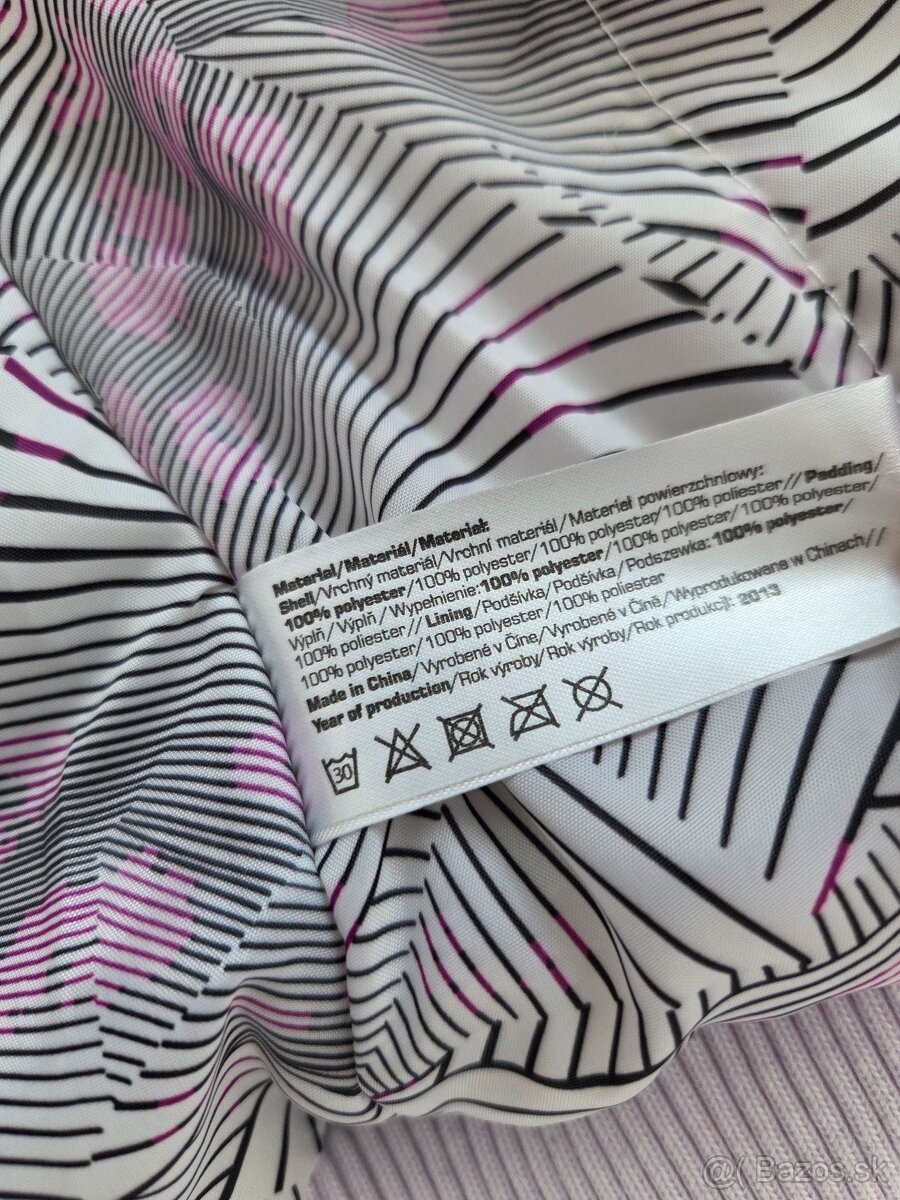 Material/Materiál/Materiał:
Shell/Vrchný materiál/Vrchní materiál/Materiał powierzchniowy:
100% polyester/100% polyester/100% polyester/100% poliester // Padding/
Výplň/Výplň/Wypełnienie:100% polyester/100% polyester/100% polyester/
100% poliester // Lining/Podšívka/Podšívka/Podszewka: 100% polyester/
100% polyester/100% polyester/100% poliester
Made in China/Vyrobené v Číne/Vyrobené v Číně/Wyprodukowane w Chinach//
Year of production/Rok výroby/Rok výroby/Rok produkcji: 2013
30
@( Bazos.sk